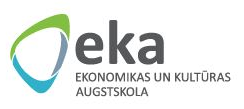 eka
EKONOMIKAS UN KULTŪRAS
AUGSTSKOLA